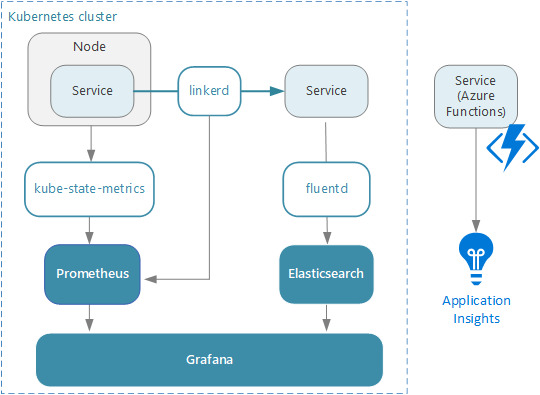 Kubernetes cluster
Node
Service
linkerd
Service
Service
(Azure
Functions)
kube-state-metrics
fluentd
Prometheus
Elasticsearch
Application
Insights
Grafana